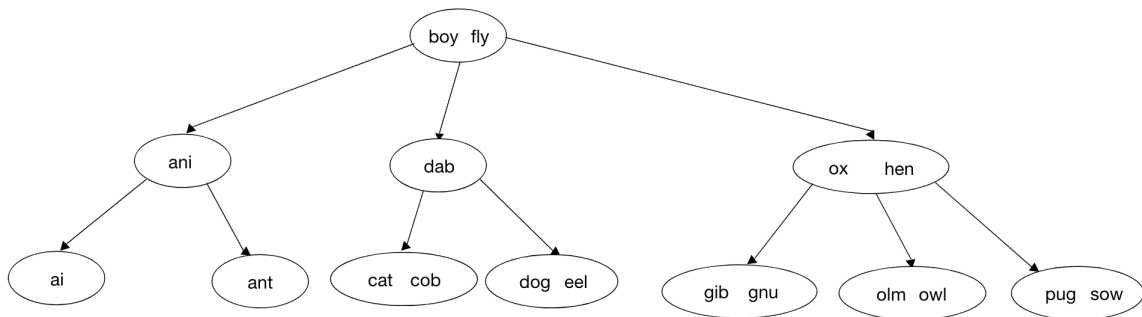 boy fly
ani
dab
ox hen
ai
ant
cat cob
dog eel
gib gnu
olm owl
pug sow